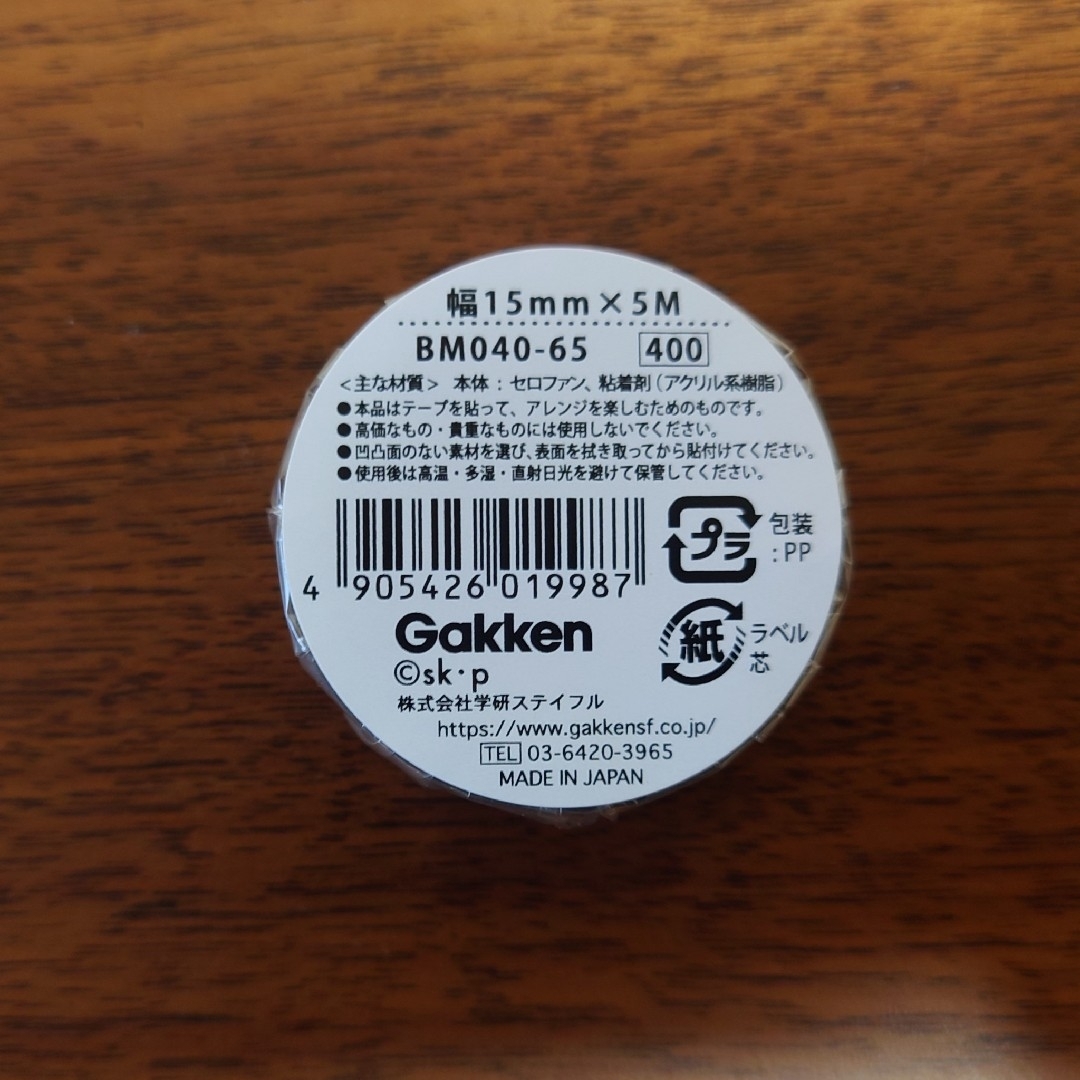 幅15mm×5M
BM040-65 400
<主な材質> 本体:セロファン、粘着剤(アクリル系樹脂)
●本品はテープを貼って、アレンジを楽しむためのものです。
●高価なもの・貴重なものには使用しないでください。
●凹凸面のない素材を選び、表面を拭き取ってから貼付けてください。
●使用後は高温・多湿・直射日光を避けて保管してください。
プラ 包装
:PP
4 905426 019987
Gakken
紙 ラベル
芯
©sk・p
株式会社学研ステイフル
https://www.gakkensf.co.jp/
TEL 03-6420-3965
MADE IN JAPAN